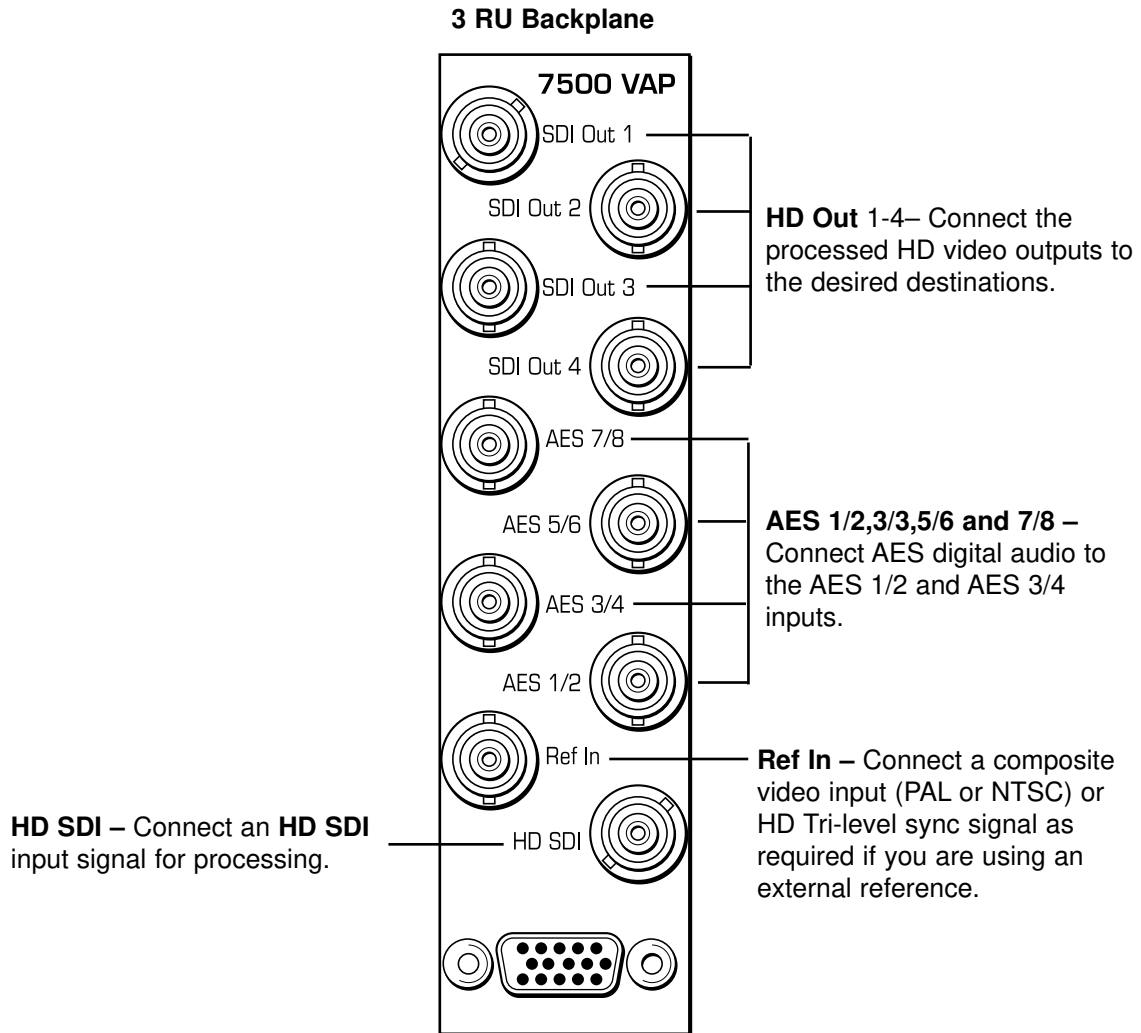 3 RU Backplane
7500 VAP
SDI Out 1
SDI Out 2
SDI Out 3
SDI Out 4
AES 7/8
AES 5/6
AES 3/4
AES 1/2
Ref In
HD SDI
HD Out 1-4– Connect the
processed HD video outputs to
the desired destinations.
AES 1/2,3/3,5/6 and 7/8 –
Connect AES digital audio to
the AES 1/2 and AES 3/4
inputs.
Ref In – Connect a composite
video input (PAL or NTSC) or
HD Tri-level sync signal as
required if you are using an
external reference.
HD SDI – Connect an HD SDI
input signal for processing.